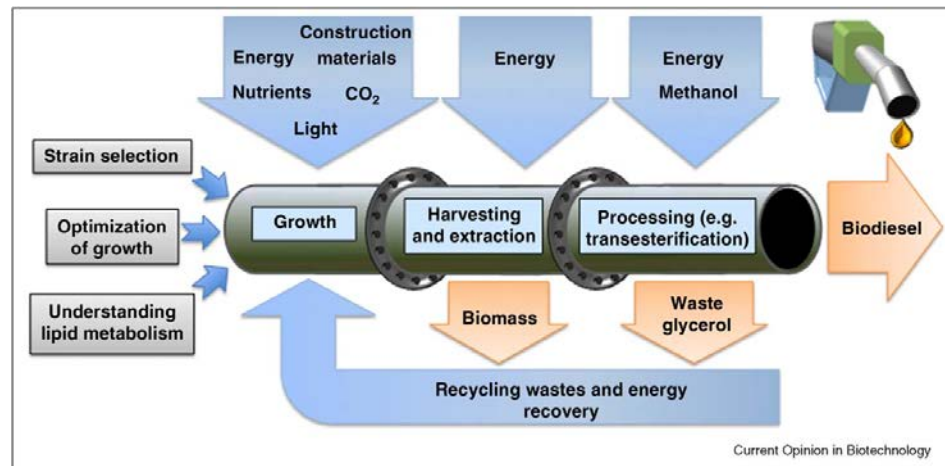 Construction
Energy materials
Nutrients CO₂
Light
Energy
Energy
Methanol
Strain selection
Optimization
of growth
Understanding
lipid metabolism
Growth
Harvesting
and extraction
Processing (e.g.
transesterification)
Biodiesel
Biomass
Waste
glycerol
Recycling wastes and energy
recovery
Current Opinion in Biotechnology